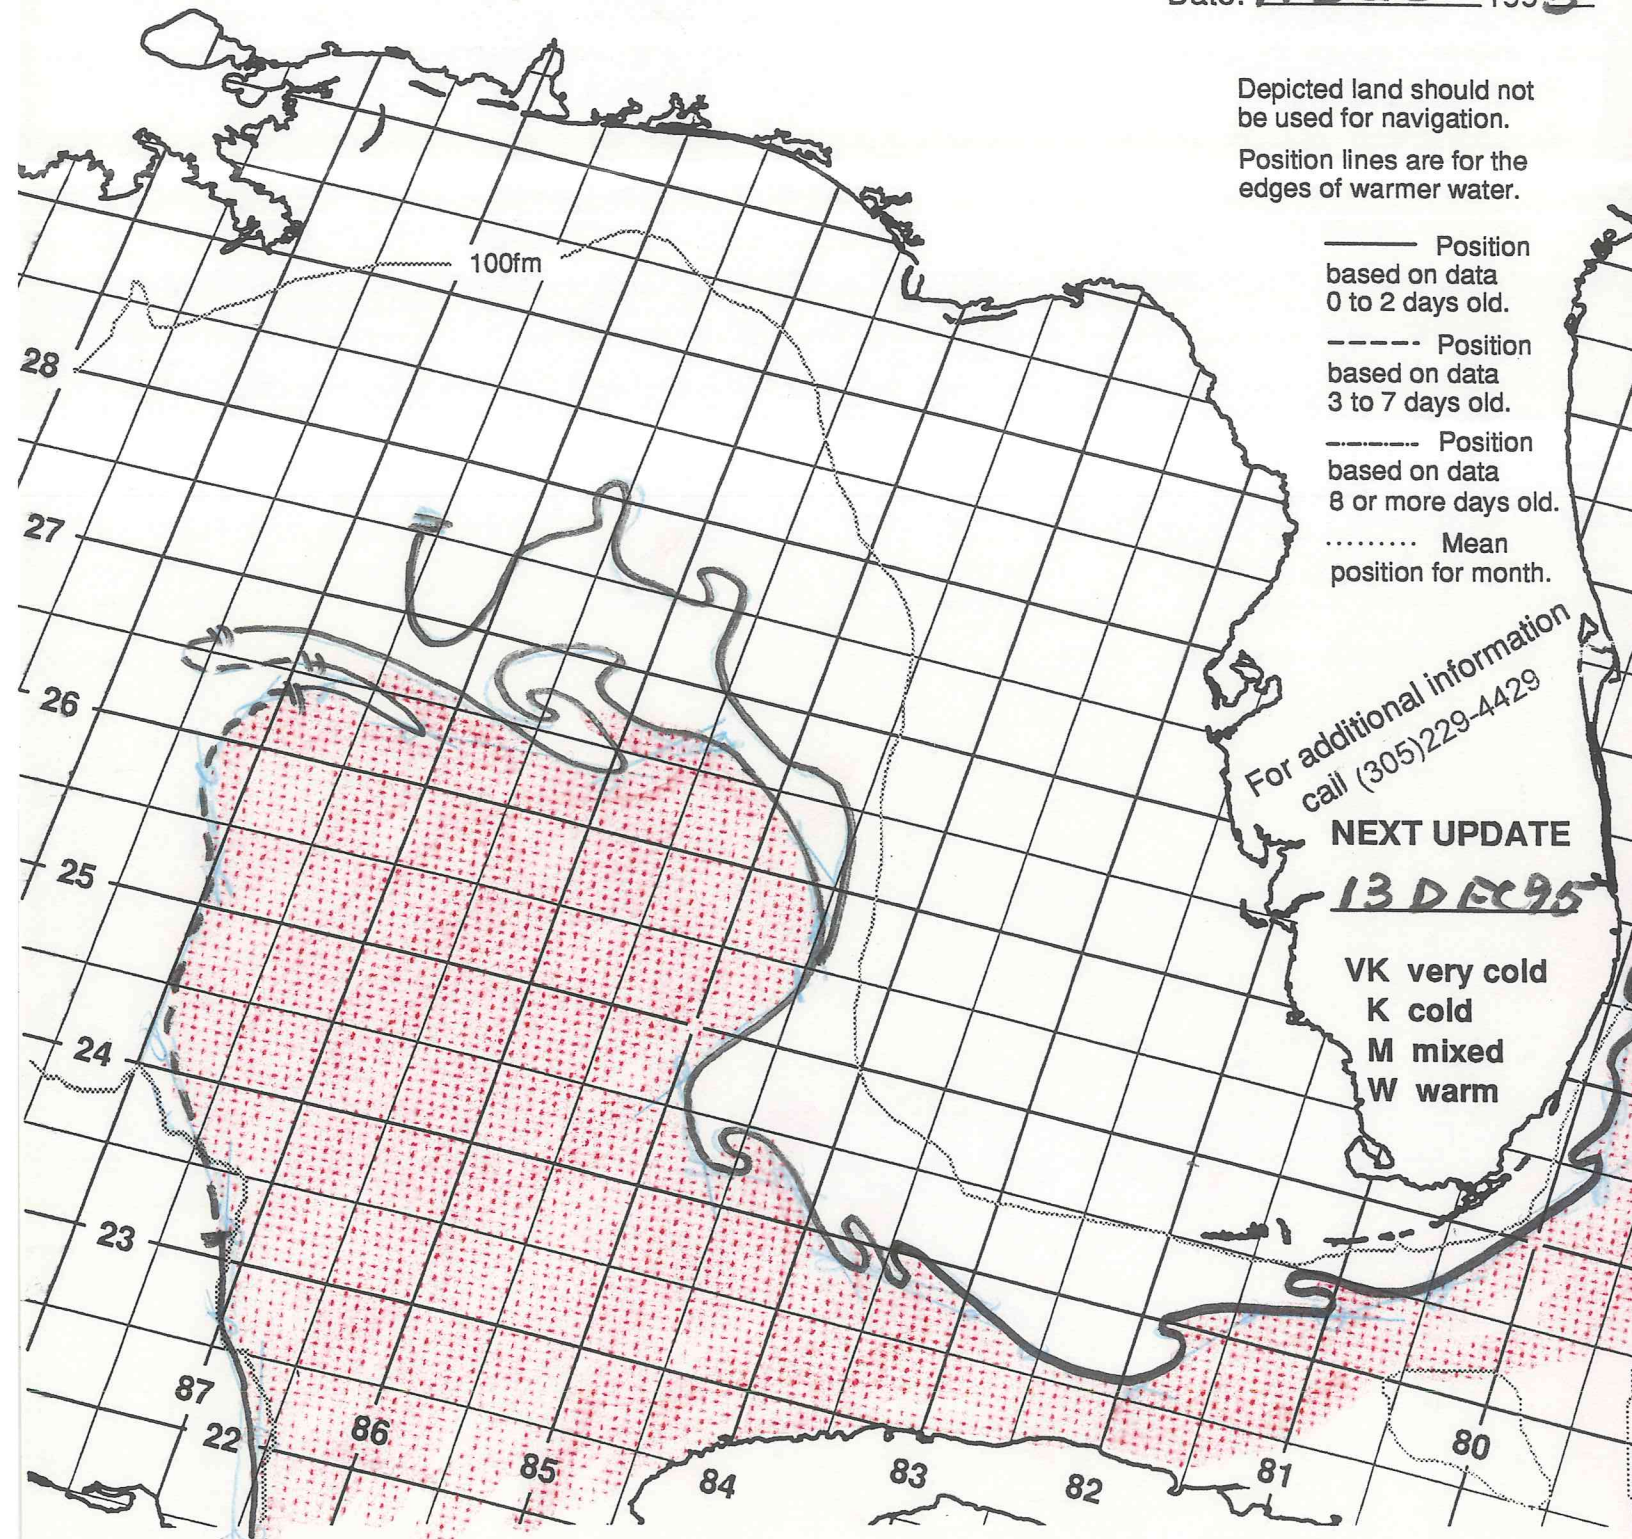 Date: 199
Depicted land should not
be used for navigation.
Position lines are for the
edges of warmer water.
Position
based on data
0 to 2 days old.
Position
based on data
3 to 7 days old.
Position
based on data
8 or more days old.
Mean
position for month.
For additional information
call (305)229-4429
NEXT UPDATE
13 DEC95
VK very cold
K cold
M mixed
W warm
100fm
28
27
26
25
24
23
22
87
86
85
84
83
82
81
80